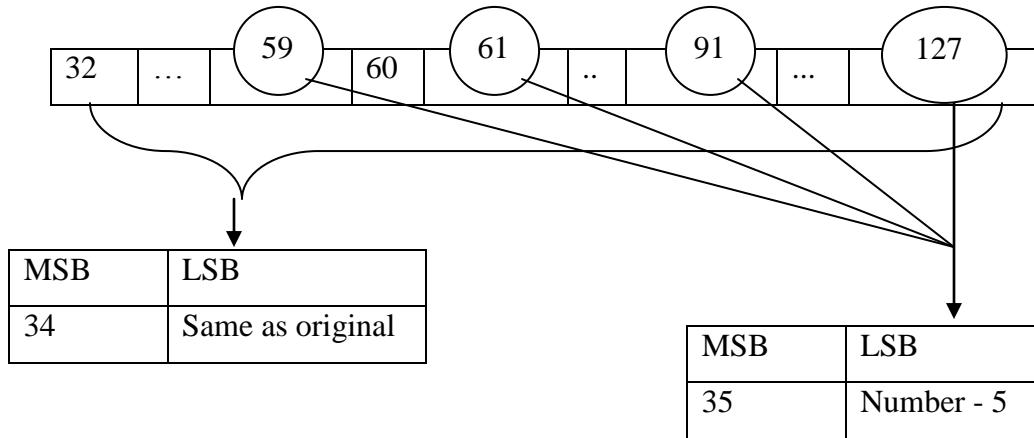 32 … 59 60 61 .. 91 ... 127
MSB LSB
34 Same as original
MSB LSB
35 Number - 5